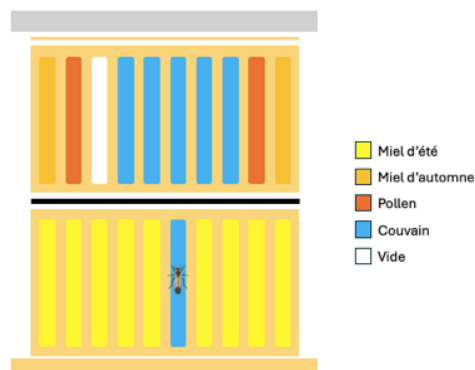 Miel d'été
Miel d'automne
Pollen
Couvain
Vide